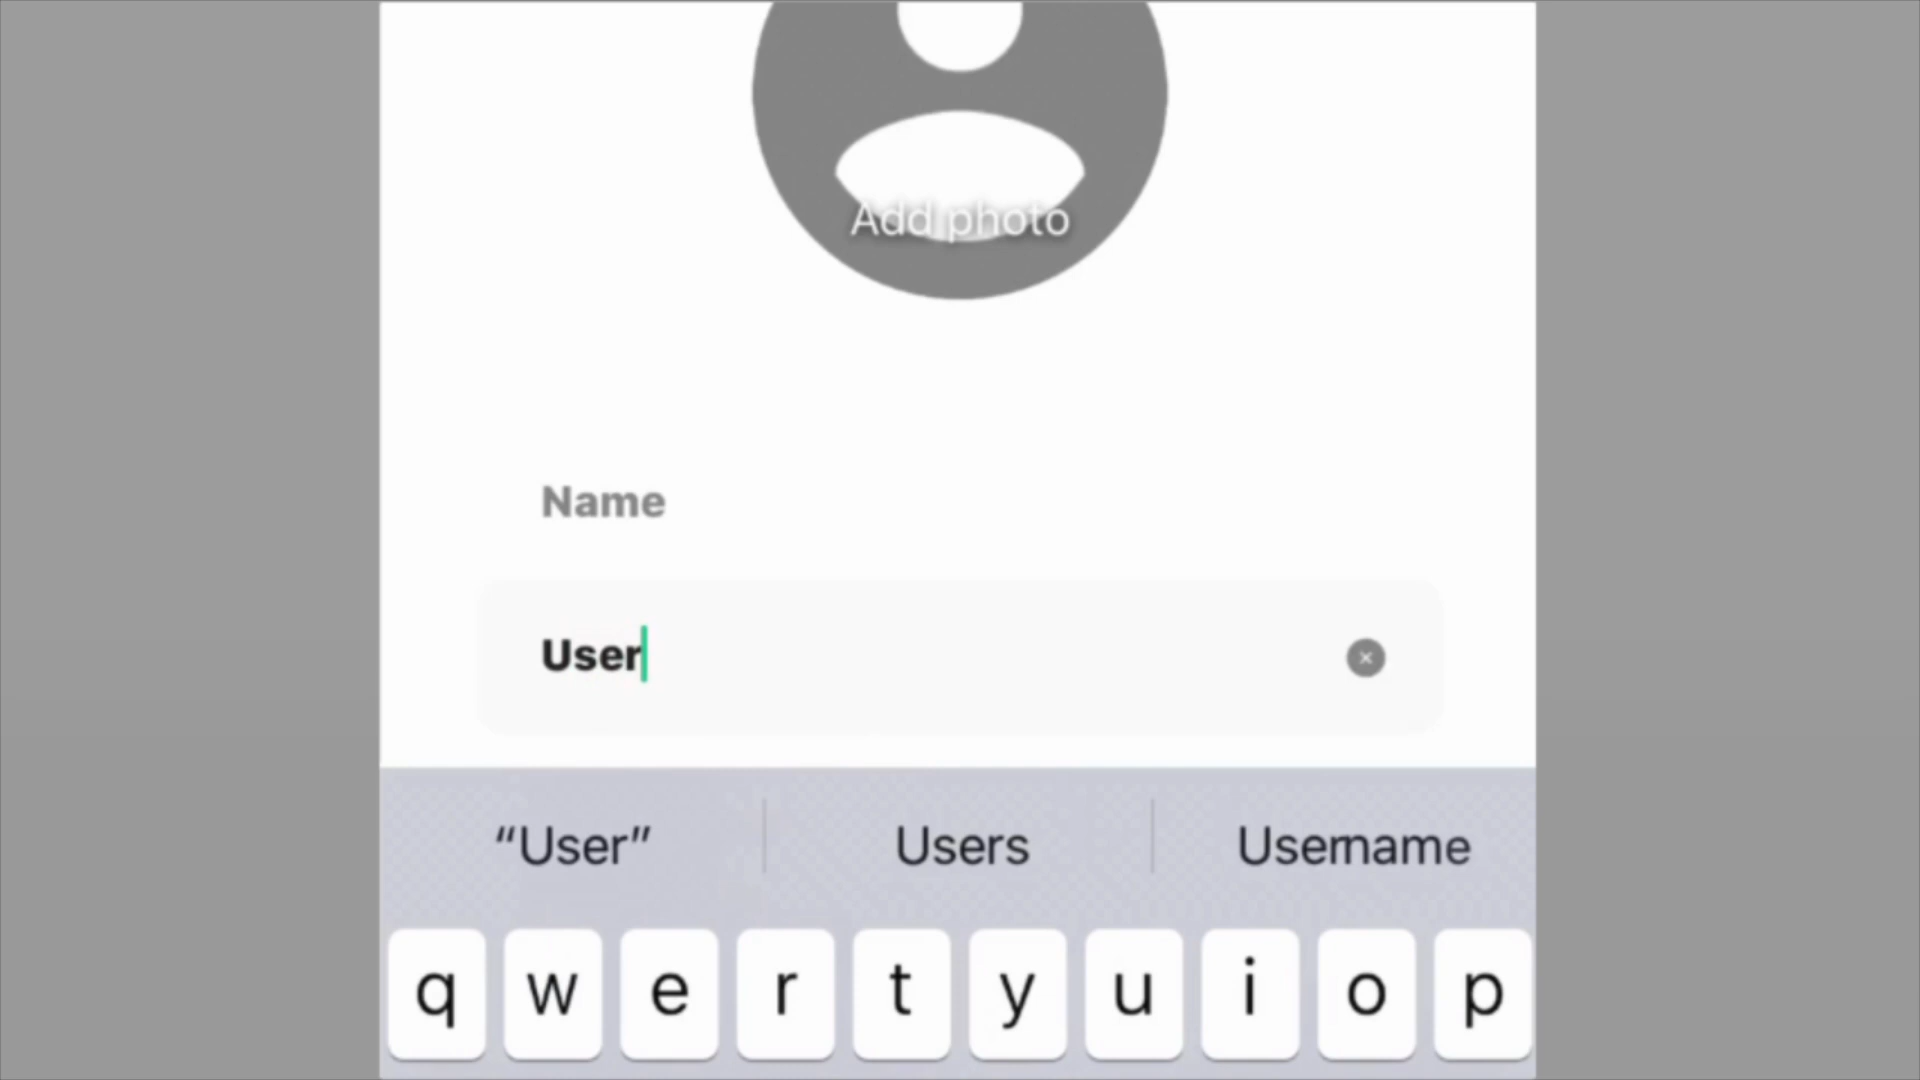 Add photo
Name
User
“User” Users Username
q w e r t y u i o p